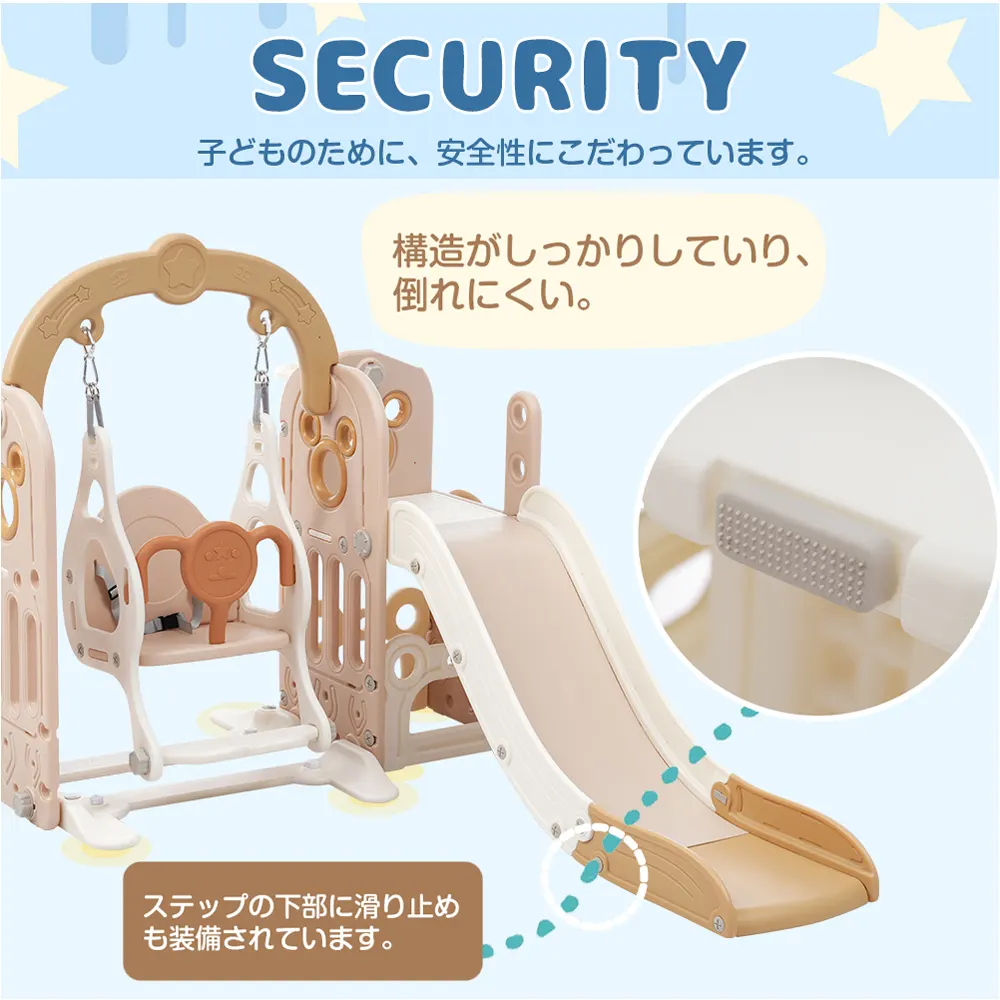 SECURITY
子どものために、安全性にこだわっています。
構造がしっかりしていり、
倒れにくい。
ステップの下部に滑り止め
も装備されています。